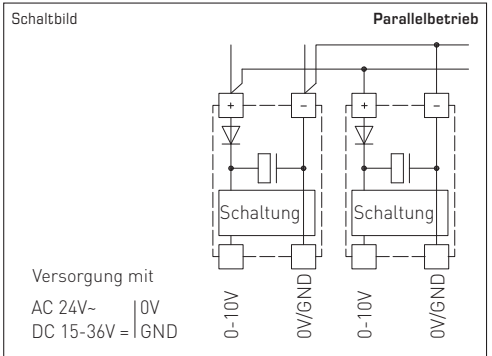 Schaltbild
Parallelbetrieb
+ − + −
Schaltung Schaltung
Versorgung mit
AC 24V~ 0V
DC 15-36V = GND
0-10V
0V/GND
0-10V
0V/GND